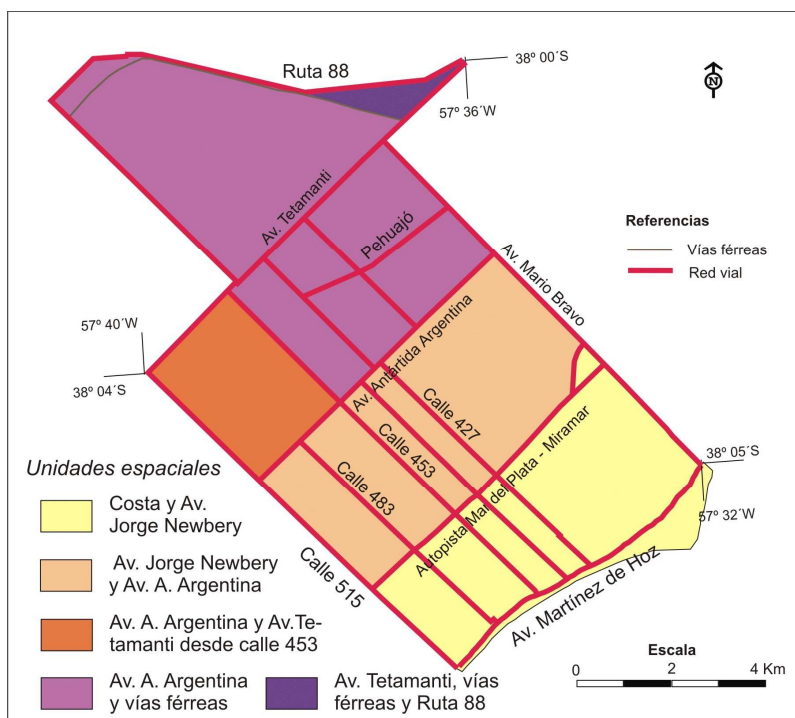 Ruta 88
38º 00´S
57º 36´W
N
Av. Tetamanti
Pehuajó
Referencias
Vías férreas
Red vial
Av. Mario Bravo
57º 40´W
38º 04´S
Av. Antártida Argentina
Calle 427
Calle 453
Calle 483
Autopista Mar del Plata - Miramar
38º 05´S
57º 32´W
Calle 515
Av. Martínez de Hoz
Unidades espaciales
Costa y Av.
Jorge Newbery
Av. Jorge Newbery
y Av. A. Argentina
Av. A. Argentina y Av.Te-
tamanti desde calle 453
Av. A. Argentina
y vías férreas
Av. Tetamanti, vías
férreas y Ruta 88
Escala
0 2 4 Km